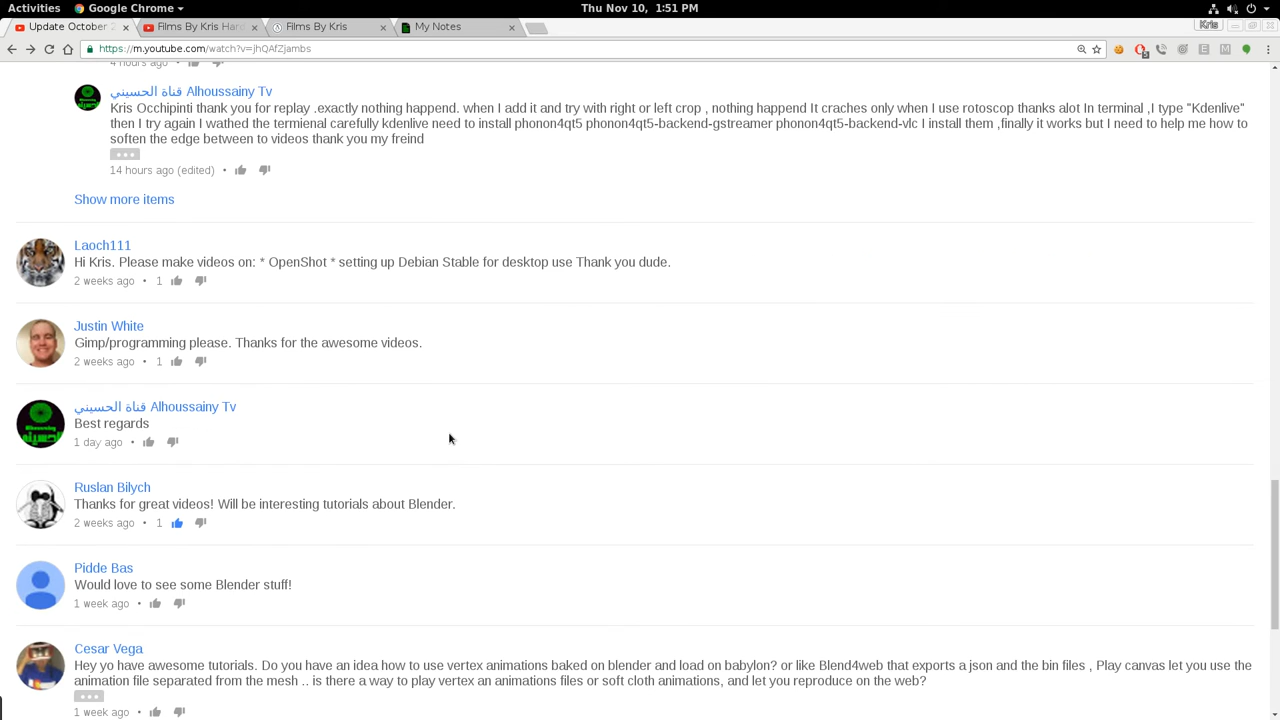 Activities Google Chrome Thu Nov 10, 1:51 PM
Update October 2 Films By Kris Har Films By Kris My Notes Kris
https://m.youtube.com/watch?v=jhQAfZjambs
4 hours ago •
قناة الحسيني Alhoussainy Tv
Kris Occhipinti thank you for replay .exactly nothing happend. when I add it and try with right or left crop , nothing happend It craches only when I use rotoscop thanks alot In terminal ,I type "Kdenlive"
then I try again I wathed the termienal carefully kdenlive need to install phonon4qt5 phonon4qt5-backend-gstreamer phonon4qt5-backend-vlc I install them ,finally it works but I need to help me how to
soften the edge between to videos thank you my freind
14 hours ago (edited) •
Show more items
Laoch111
Hi Kris. Please make videos on: * OpenShot * setting up Debian Stable for desktop use Thank you dude.
2 weeks ago • 1
Justin White
Gimp/programming please. Thanks for the awesome videos.
2 weeks ago • 1
قناة الحسيني Alhoussainy Tv
Best regards
1 day ago •
Ruslan Bilych
Thanks for great videos! Will be interesting tutorials about Blender.
2 weeks ago • 1
Pidde Bas
Would love to see some Blender stuff!
1 week ago •
Cesar Vega
Hey yo have awesome tutorials. Do you have an idea how to use vertex animations baked on blender and load on babylon? or like Blend4web that exports a json and the bin files , Play canvas let you use the
animation file separated from the mesh .. is there a way to play vertex an animations files or soft cloth animations, and let you reproduce on the web?
1 week ago •